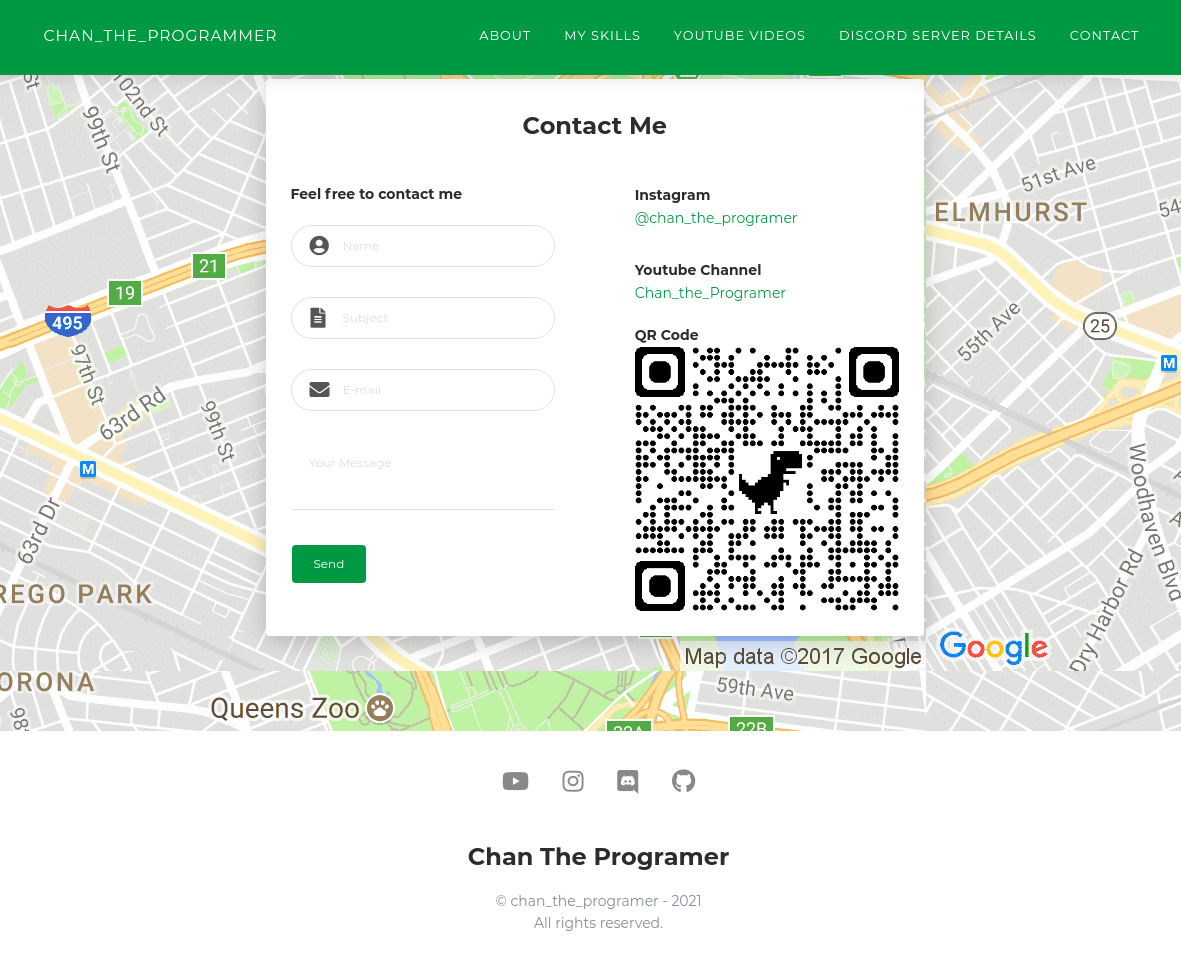 CHAN_THE_PROGRAMMER
ABOUT
MY SKILLS
YOUTUBE VIDEOS
DISCORD SERVER DETAILS
CONTACT
Contact Me
Feel free to contact me
Name
Subject
E-mail
Your Message
Send
Instagram
@chan_the_programer
Youtube Channel
Chan_the_Programer
QR Code
102nd St
99th St
21
19
495
97th St
63rd Rd
99th St
M
63rd Dr
REGO PARK
ORONA
98
Queens Zoo
51st Ave
54
ELMHURST
25
55th Ave
M
Woodhaven Blvd
Dry Harbor Rd
Google
Map data ©2017 Google
59th Ave
22A
22B
Chan The Programer
© chan_the_programer - 2021
All rights reserved.